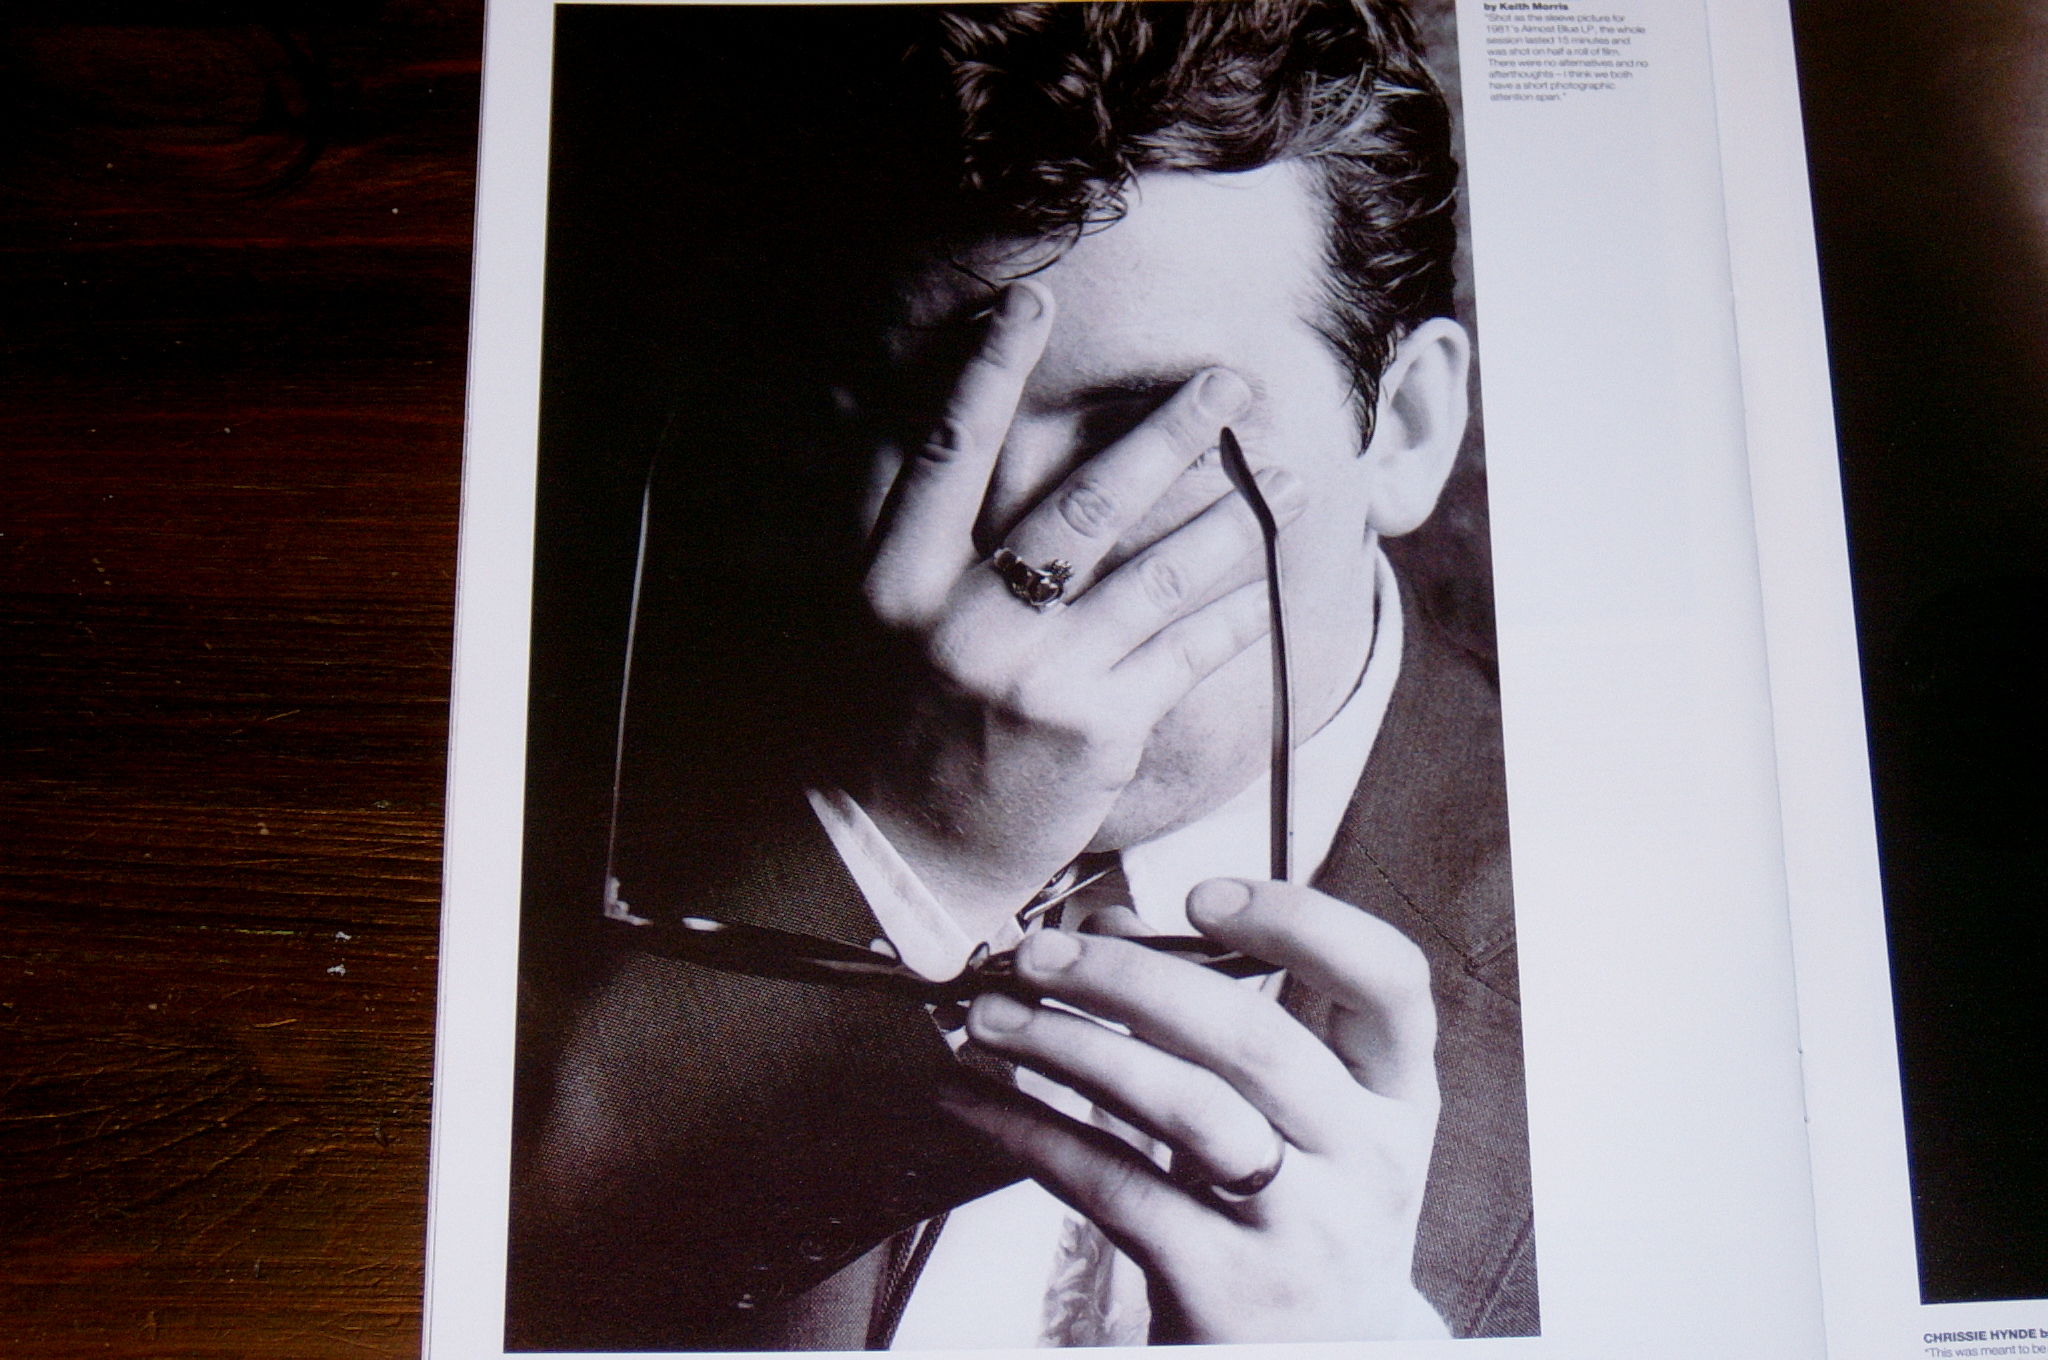 by Keith Morris
"Shot as the sleeve picture for
1981's Almost Blue LP; the whole
session lasted 15 minutes and
was shot on half a roll of film.
There were no alternatives and no
afterthoughts – I think we both
have a short photographic
attention span."
CHRISSIE HYNDE b
"This was meant to be